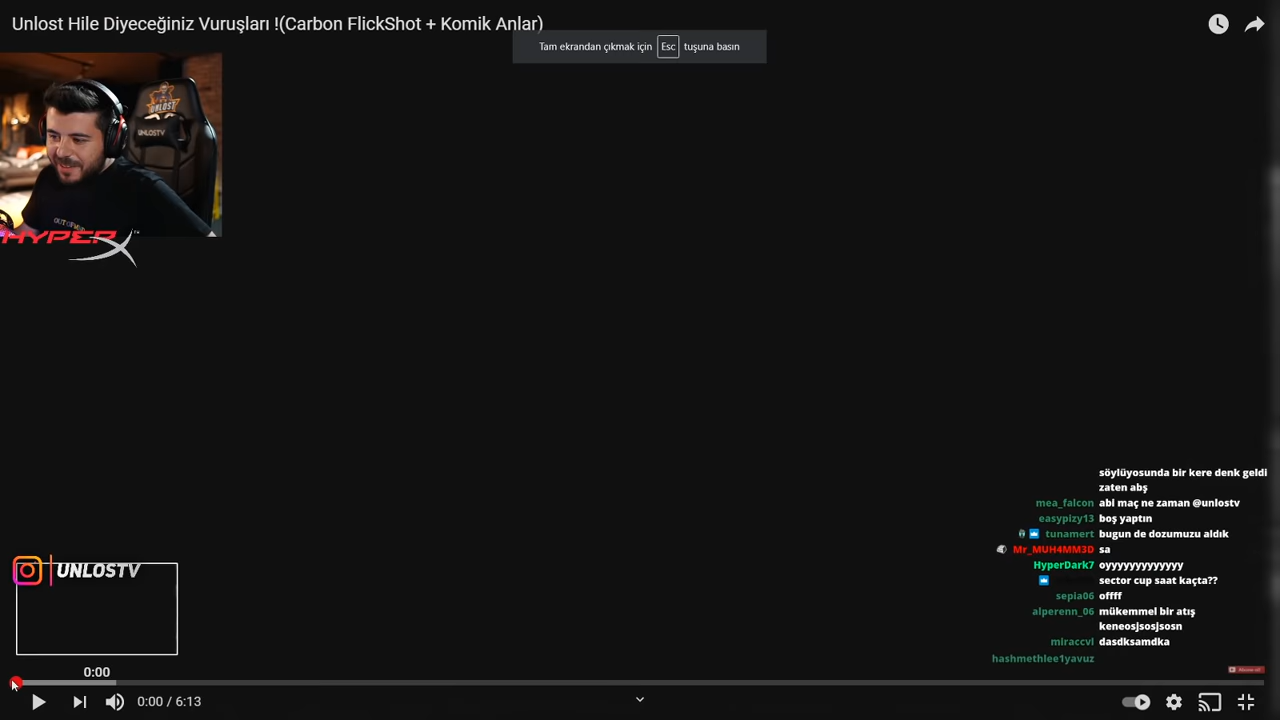 Unlost Hile Diyeceğiniz Vuruşları !(Carbon FlickShot + Komik Anlar)
Tam ekrandan çıkmak için Esc tuşuna basın
UNLOST
UNLOSTV
HYPERX
söylüyosunda bir kere denk geldi
zaten abş
mea_falcon abi maç ne zaman @unlostv
easyplzy13 boş yaptın
tunamert bugun de dozumuzu aldık
Mr_MUH4MM3D sa
HyperDark7 oyyyyyyyyyyyyy
sector cup saat kaçta??
sepia06 offff
alperenn_06 mükemmel bir atış
keneosjsosjsosn
miraccvl dasdksamdka
hashmethlee1yavuz
UNLOSTV
0:00
0:00 / 6:13